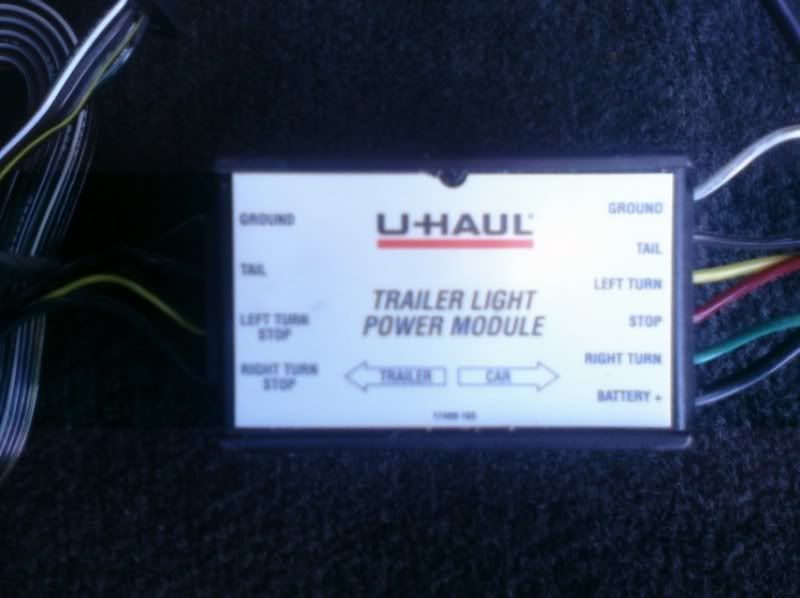 GROUND
TAIL
LEFT TURN
STOP
RIGHT TURN
STOP
U-HAUL
TRAILER LIGHT
POWER MODULE
TRAILER
CAR
GROUND
TAIL
LEFT TURN
STOP
RIGHT TURN
BATTERY +